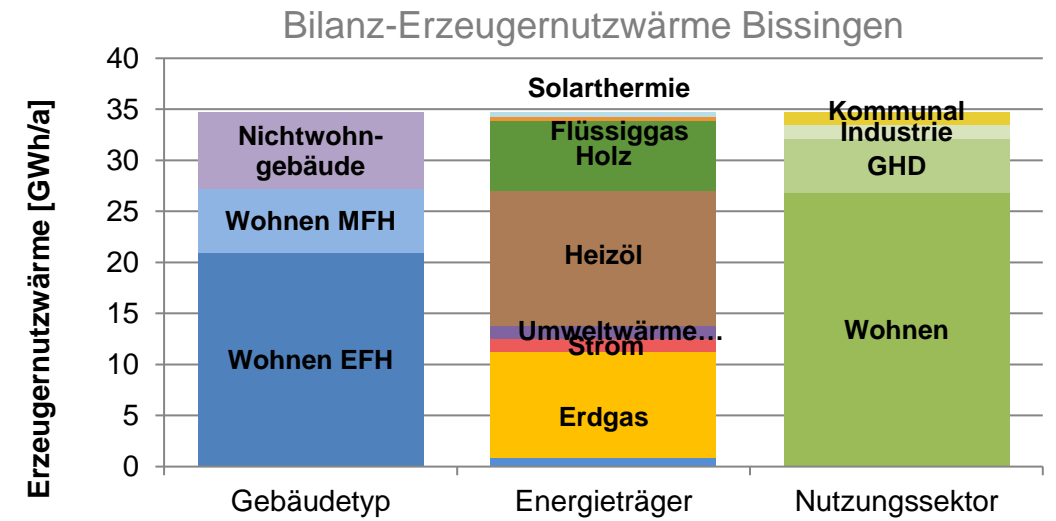 Bilanz-Erzeugernutzwärme Bissingen
Erzeugernutzwärme [GWh/a]
40
35
30
25
20
15
10
5
0
Nichtwohn-
gebäude
Wohnen MFH
Wohnen EFH
Solarthermie
Flüssiggas
Holz
Heizöl
Umweltwärme…
Strom
Erdgas
Kommunal
Industrie
GHD
Wohnen
Gebäudetyp
Energieträger
Nutzungssektor